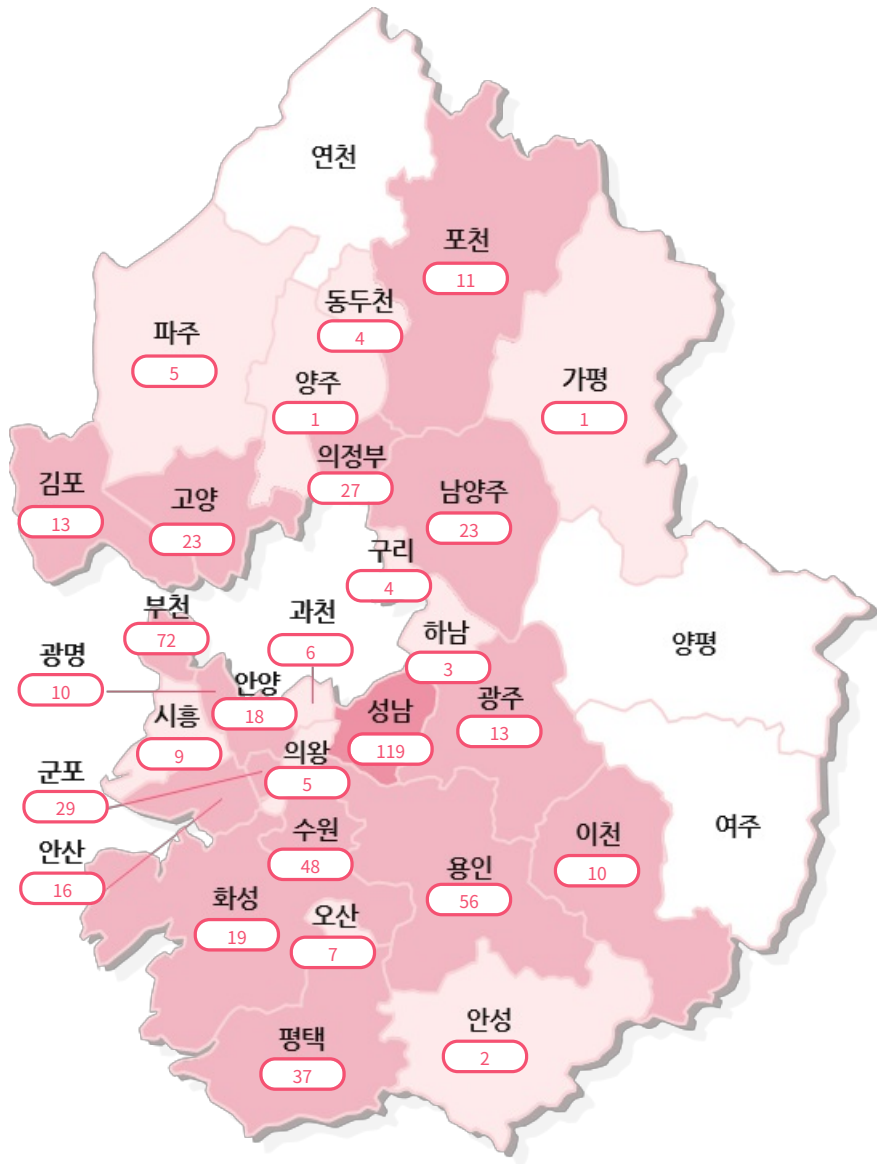 연천
포천
11
동두천
4
파주
5
양주
1
가평
1
의정부
27
김포
13
고양
23
남양주
23
구리
4
부천
72
과천
6
하남
3
양평
광명
10
안양
18
시흥
9
성남
119
광주
13
의왕
5
군포
29
수원
48
이천
10
여주
안산
16
용인
56
화성
19
오산
7
안성
2
평택
37